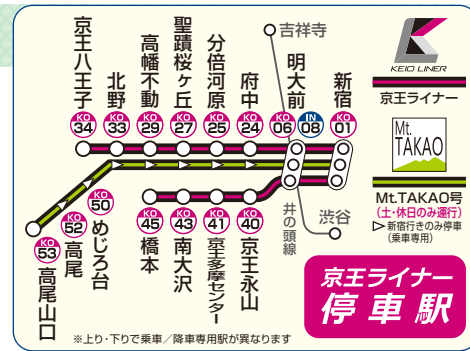 京王八王子
北野
高幡不動
聖蹟桜ヶ丘
分倍河原
府中
吉祥寺
明大前
新宿
KEIO LINER
京王ライナー
KO 34
KO 33
KO 29
KO 27
KO 25
KO 24
KO 06
IN 08
KO 01
Mt.
TAKAO
Mt.TAKAO号
(土・休日のみ運行)
▷新宿行きのみ停車
(乗車専用)
KO 53
KO 52
KO 50
KO 45
KO 43
KO 41
KO 40
高尾山口
高尾
めじろ台
橋本
南大沢
京王多摩センター
京王永山
井の頭線
渋谷
京王ライナー
停車駅
※上り・下りで乗車/降車専用駅が異なります